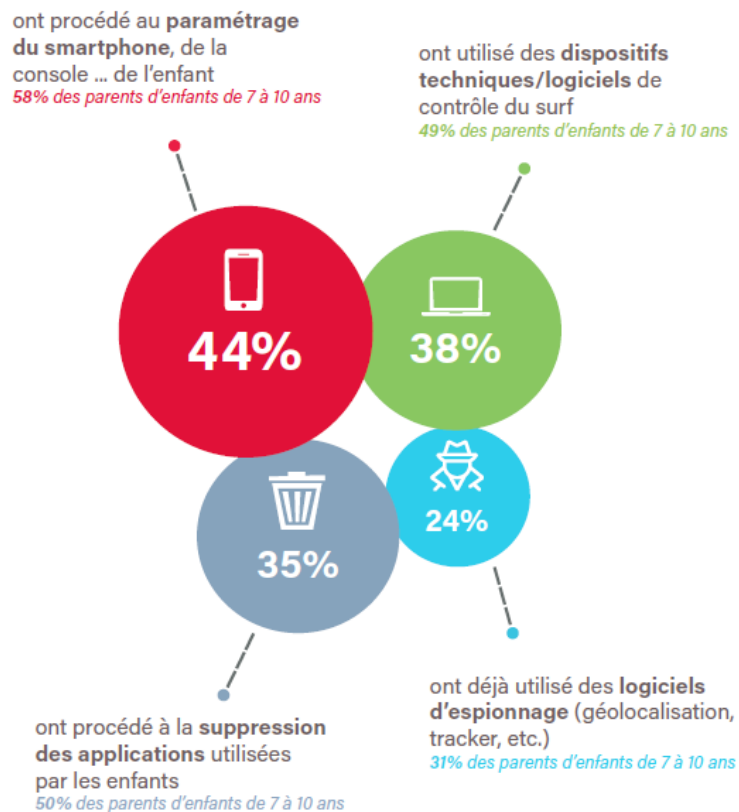 ont procédé au paramétrage
du smartphone, de la
console ... de l'enfant
58% des parents d'enfants de 7 à 10 ans
ont utilisé des dispositifs
techniques/logiciels de
contrôle du surf
49% des parents d'enfants de 7 à 10 ans
44%
38%
35%
24%
ont procédé à la suppression
des applications utilisées
par les enfants
50% des parents d'enfants de 7 à 10 ans
ont déjà utilisé des logiciels
d'espionnage (géolocalisation,
tracker, etc.)
31% des parents d'enfants de 7 à 10 ans